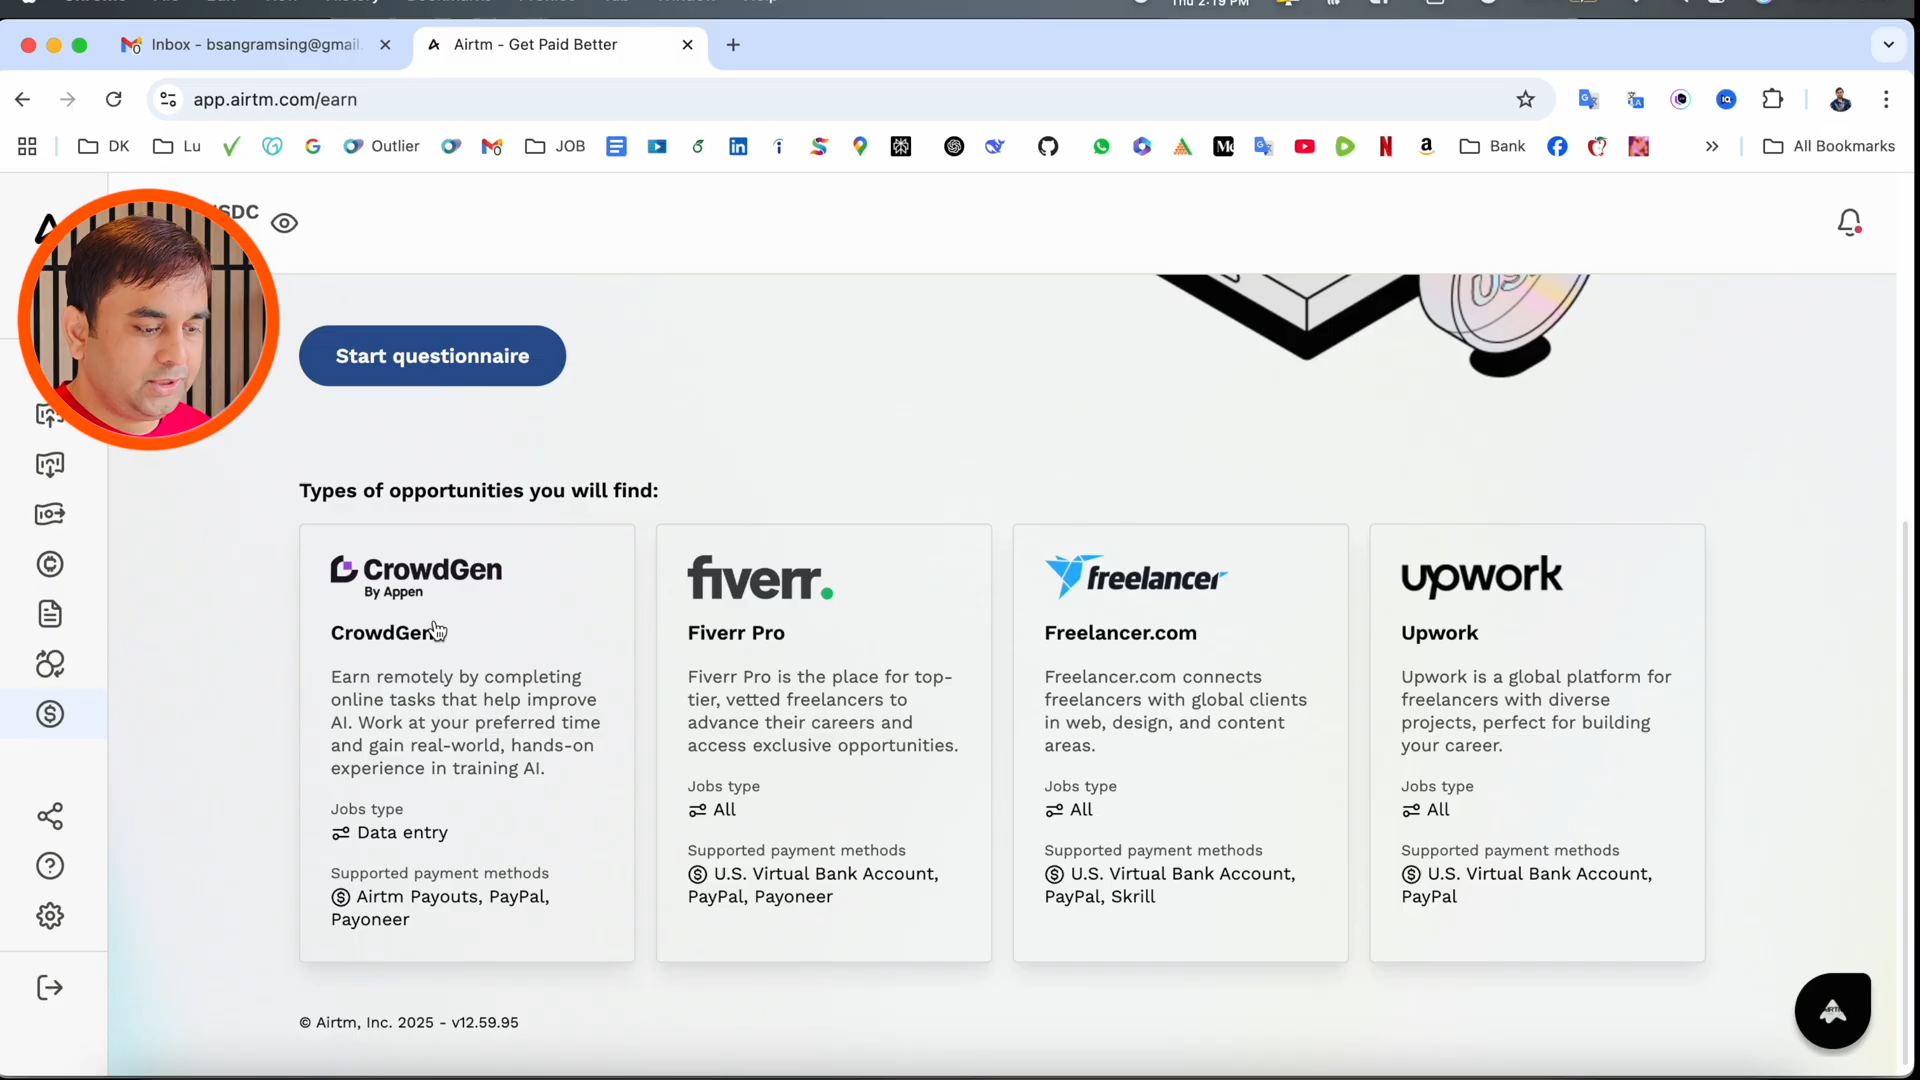 Thu 2:19 PM
Inbox - bsangramsing@gmail.
Airtm - Get Paid Better
app.airtm.com/earn
DK
Lu
Outlier
JOB
Bank
All Bookmarks
SDC
Start questionnaire
Types of opportunities you will find:
CrowdGen
By Appen
CrowdGen
Earn remotely by completing
online tasks that help improve
AI. Work at your preferred time
and gain real-world, hands-on
experience in training AI.
Jobs type
Data entry
Supported payment methods
Airtm Payouts, PayPal,
Payoneer
fiverr.
Fiverr Pro
Fiverr Pro is the place for top-
tier, vetted freelancers to
advance their careers and
access exclusive opportunities.
Jobs type
All
Supported payment methods
U.S. Virtual Bank Account,
PayPal, Payoneer
freelancer
Freelancer.com
Freelancer.com connects
freelancers with global clients
in web, design, and content
areas.
Jobs type
All
Supported payment methods
U.S. Virtual Bank Account,
PayPal, Skrill
upwork
Upwork
Upwork is a global platform for
freelancers with diverse
projects, perfect for building
your career.
Jobs type
All
Supported payment methods
U.S. Virtual Bank Account,
PayPal
© Airtm, Inc. 2025 - v12.59.95